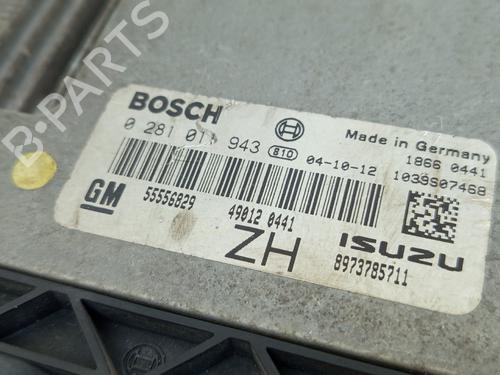 B-PARTS
BOSCH
0 281 011 943 810 04-10-12
Made in Germany
1866 0441
1039S07468
GM
55556829
49012 0441
ZH
ISUZU
8973785711